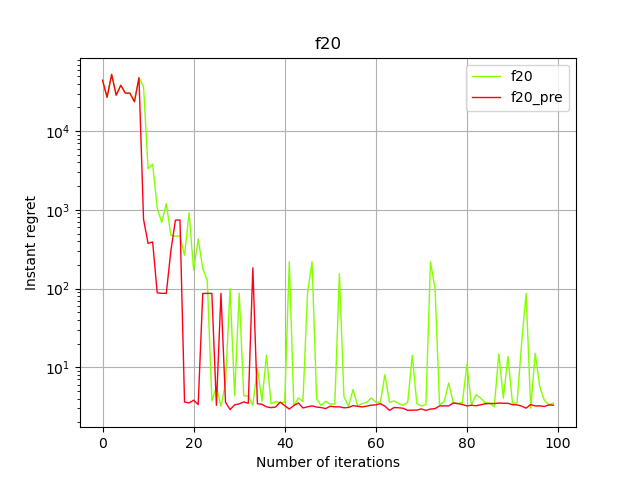 f20
f20
f20_pre
Instant regret
10^4
10^3
10^2
10^1
0 20 40 60 80 100
Number of iterations